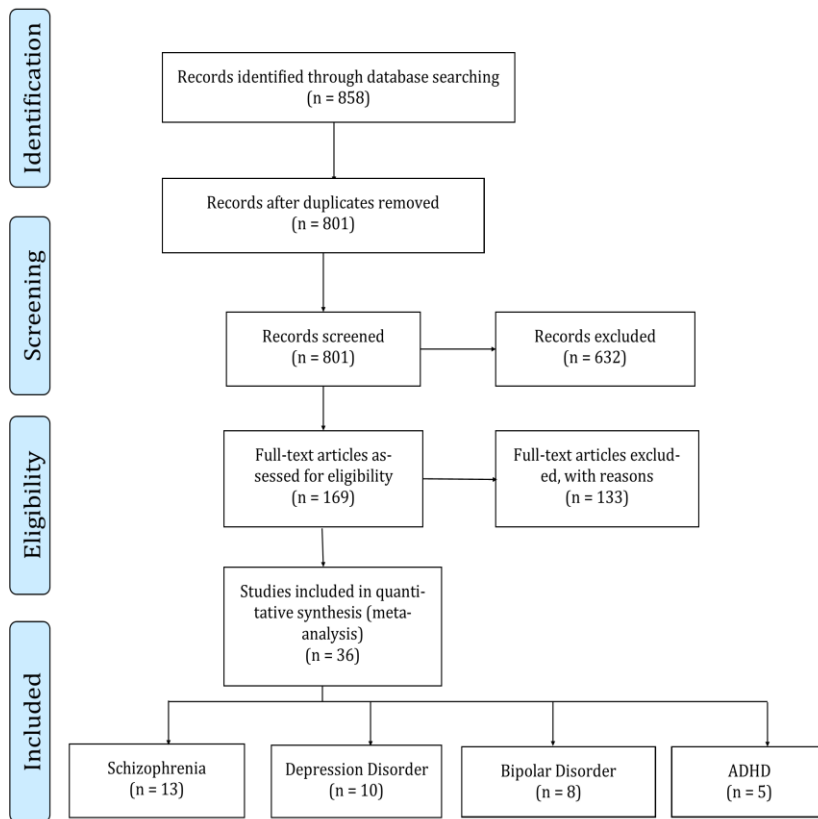 Identification
Records identified through database searching
(n = 858)
Records after duplicates removed
(n = 801)
Screening
Records screened
(n = 801)
Records excluded
(n = 632)
Eligibility
Full-text articles as-
sessed for eligibility
(n = 169)
Full-text articles exclud-
ed, with reasons
(n = 133)
Studies included in quanti-
tative synthesis (meta-
analysis)
(n = 36)
Included
Schizophrenia
(n = 13)
Depression Disorder
(n = 10)
Bipolar Disorder
(n = 8)
ADHD
(n = 5)